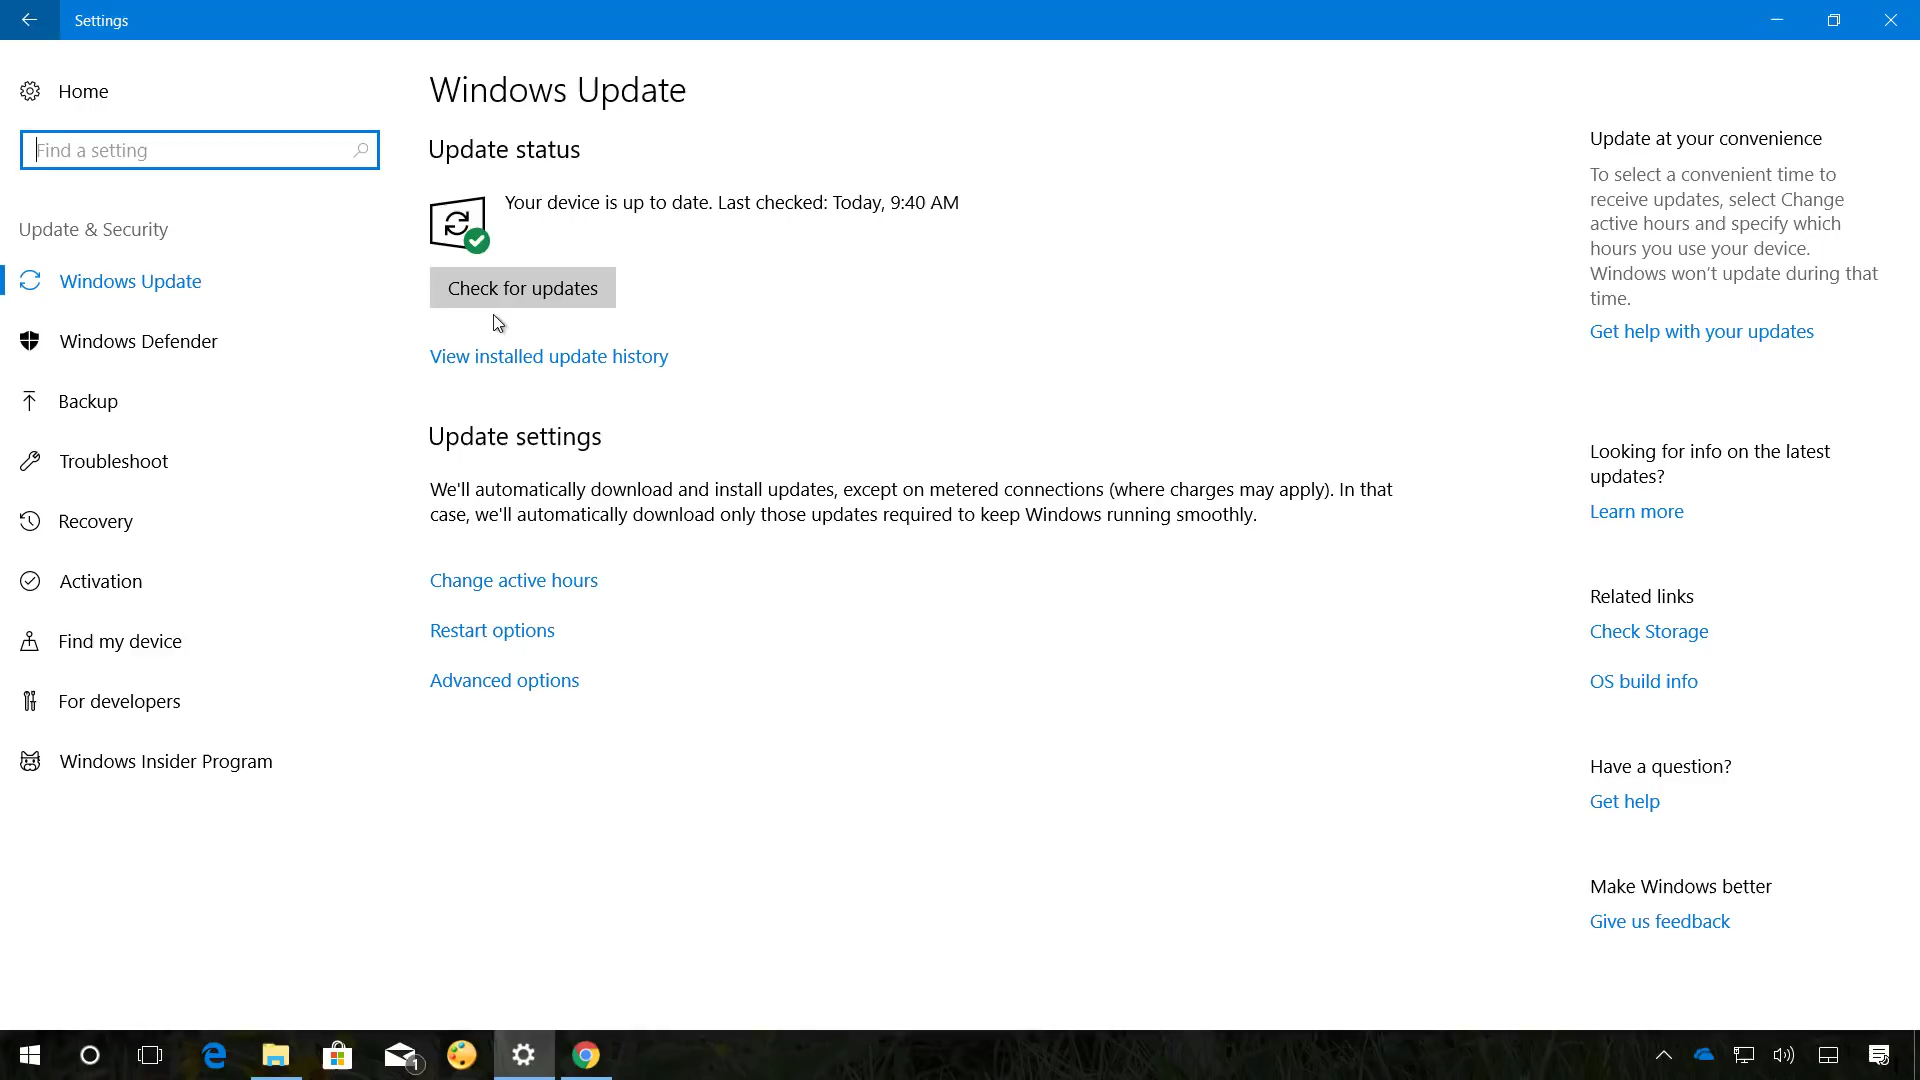 Settings
Home
Find a setting
Update & Security
Windows Update
Windows Defender
Backup
Troubleshoot
Recovery
Activation
Find my device
For developers
Windows Insider Program
Windows Update
Update status
Your device is up to date. Last checked: Today, 9:40 AM
Check for updates
View installed update history
Update settings
We'll automatically download and install updates, except on metered connections (where charges may apply). In that
case, we'll automatically download only those updates required to keep Windows running smoothly.
Change active hours
Restart options
Advanced options
Update at your convenience
To select a convenient time to
receive updates, select Change
active hours and specify which
hours you use your device.
Windows won't update during that
time.
Get help with your updates
Looking for info on the latest
updates?
Learn more
Related links
Check Storage
OS build info
Have a question?
Get help
Make Windows better
Give us feedback
1